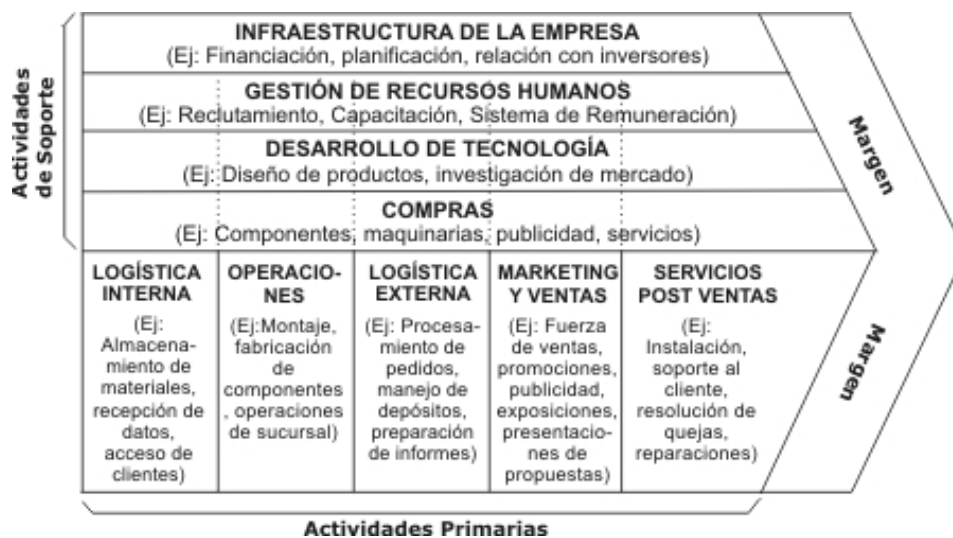 INFRAESTRUCTURA DE LA EMPRESA
(Ej: Financiación, planificación, relación con inversores)
GESTIÓN DE RECURSOS HUMANOS
(Ej: Reclutamiento, Capacitación, Sistema de Remuneración)
DESARROLLO DE TECNOLOGÍA
(Ej: Diseño de productos, investigación de mercado)
COMPRAS
(Ej: Componentes, maquinarias, publicidad, servicios)
Actividades
de Soporte
Margen
LOGÍSTICA
INTERNA
(Ej:
Almacena-
miento de
materiales,
recepción de
datos,
acceso de
clientes)
OPERACIO-
NES
(Ej:Montaje,
fabricación
de
componentes
, operaciones
de sucursal)
LOGÍSTICA
EXTERNA
(Ej: Procesa-
miento de
pedidos,
manejo de
depósitos,
preparación
de informes)
MARKETING
Y VENTAS
(Ej: Fuerza
de ventas,
promociones,
publicidad,
exposiciones,
presentacio-
nes de
propuestas)
SERVICIOS
POST VENTAS
(Ej:
Instalación,
soporte al
cliente,
resolución de
quejas,
reparaciones)
Margen
Actividades Primarias